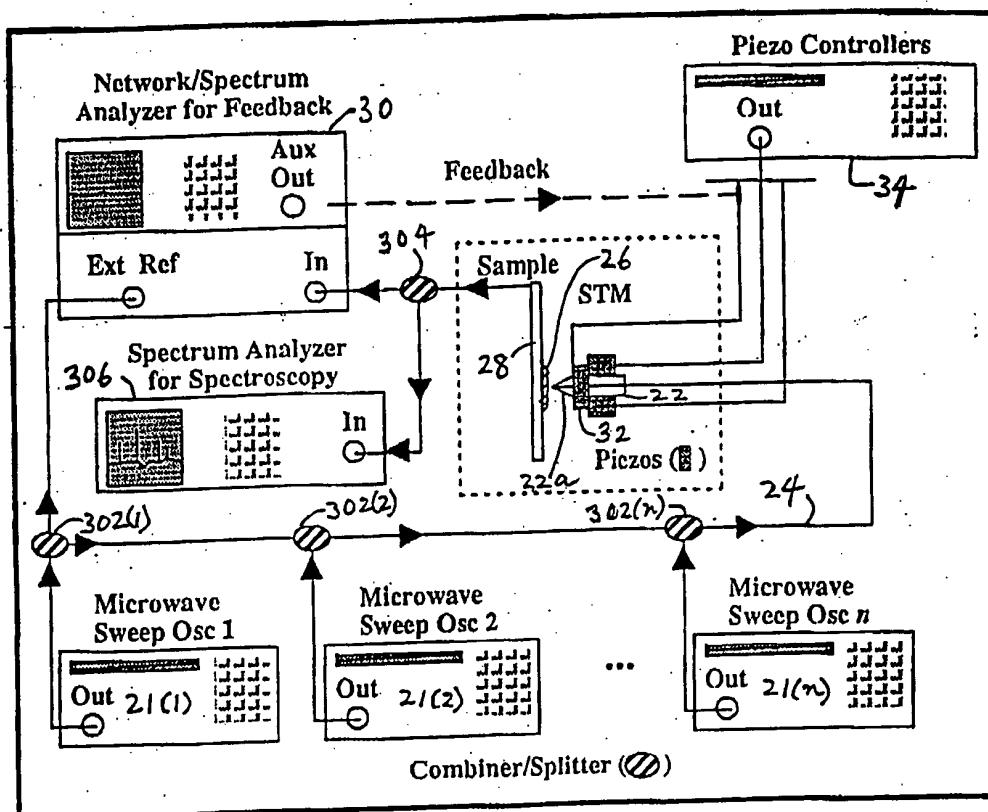 Piezo Controllers
Out
34
Network/Spectrum
Analyzer for Feedback
30
Aux
Out
Feedback
Ext Ref
In
304
Sample
26
STM
28
22
32
22a
Piezos ( )
Spectrum Analyzer
for Spectroscopy
306
In
24
302(1)
302(2)
302(n)
Microwave
Sweep Osc 1
Out 21(1)
Microwave
Sweep Osc 2
Out 21(2)
...
Microwave
Sweep Osc n
Out 21(n)
Combiner/Splitter ( )